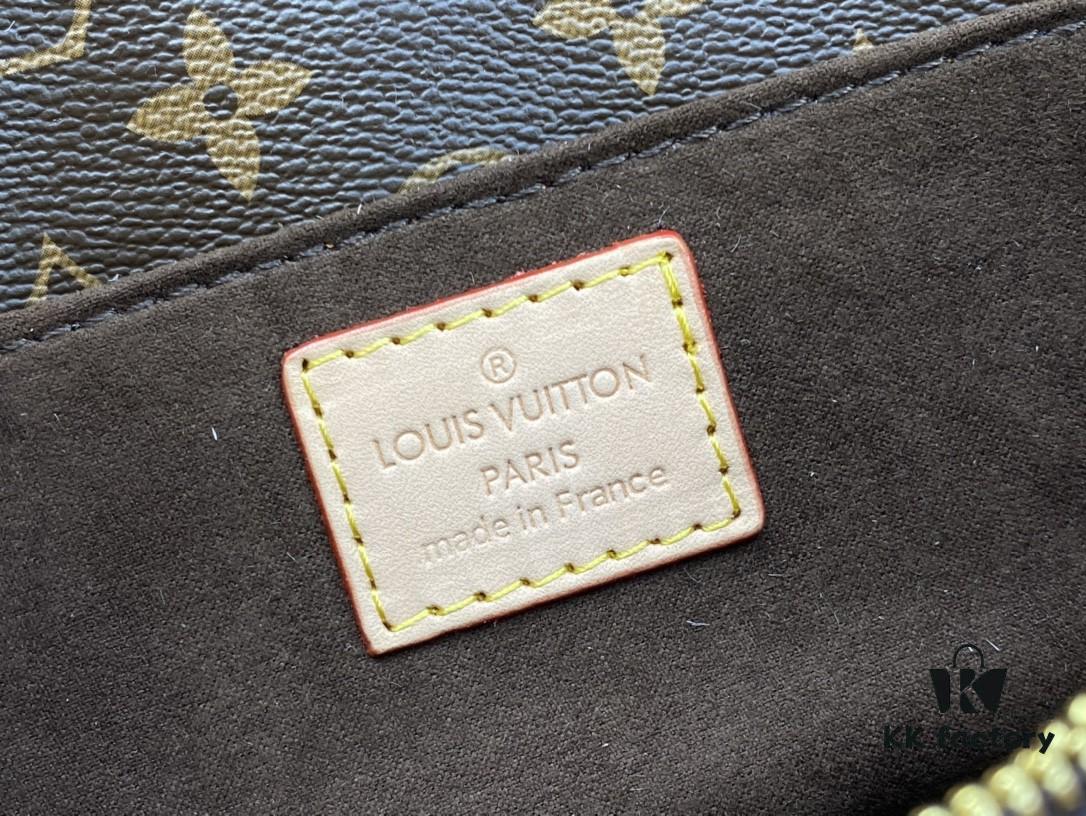 ®
LOUIS VUITTON
PARIS
made in France
KK factory